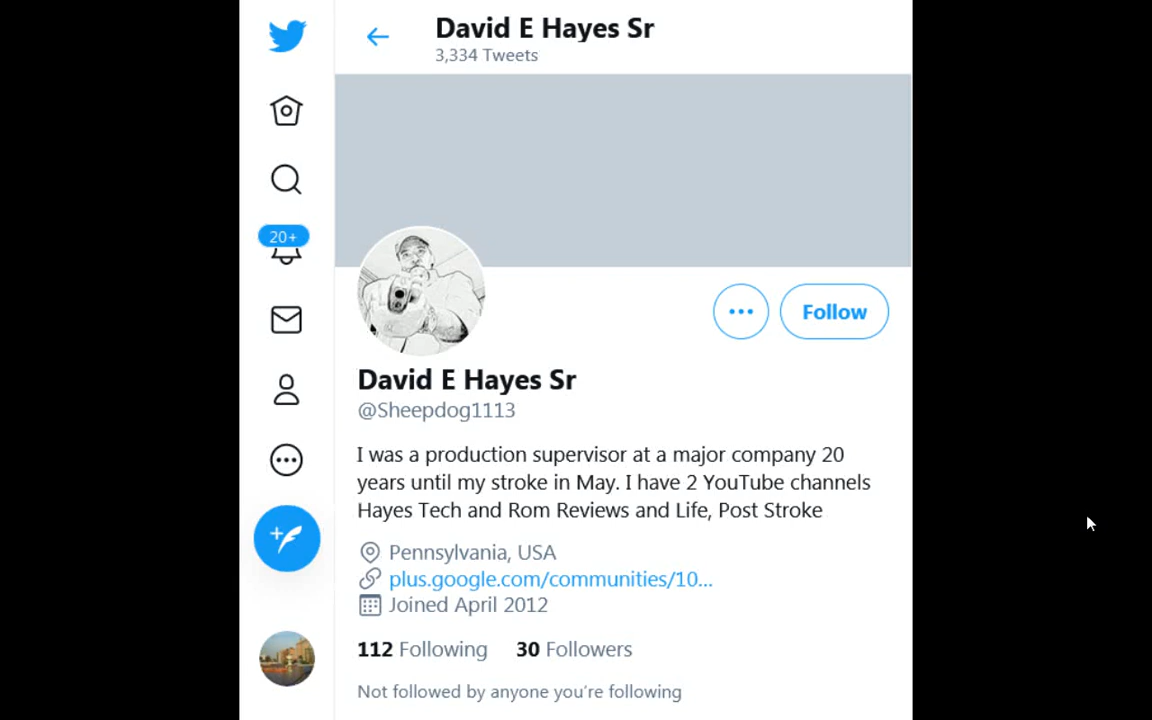 David E Hayes Sr
3,334 Tweets
20+
Follow
David E Hayes Sr
@Sheepdog1113
I was a production supervisor at a major company 20
years until my stroke in May. I have 2 YouTube channels
Hayes Tech and Rom Reviews and Life, Post Stroke
Pennsylvania, USA
plus.google.com/communities/10...
Joined April 2012
112 Following 30 Followers
Not followed by anyone you're following